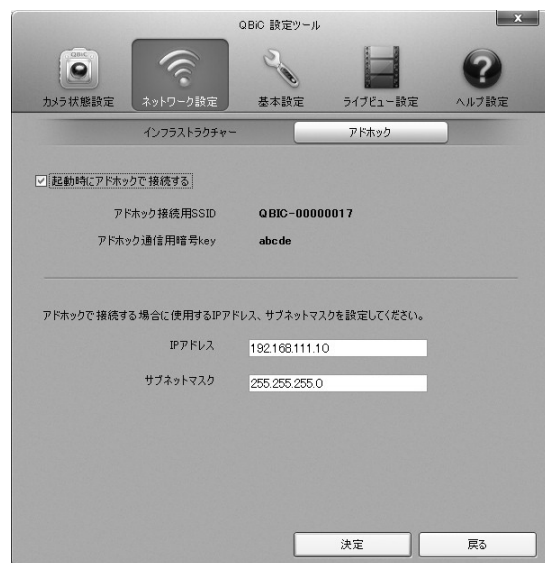 QBiC 設定ツール
x
QBIC
カメラ状態設定 ネットワーク設定 基本設定 ライブビュー設定 ヘルプ設定
インフラストラクチャー アドホック
起動時にアドホックで接続する
アドホック接続用SSID QBIC-00000017
アドホック通信用暗号key abcde
アドホックで接続する場合に使用するIPアドレス、サブネットマスクを設定してください。
IPアドレス 192.168.111.10
サブネットマスク 255.255.255.0
決定 戻る